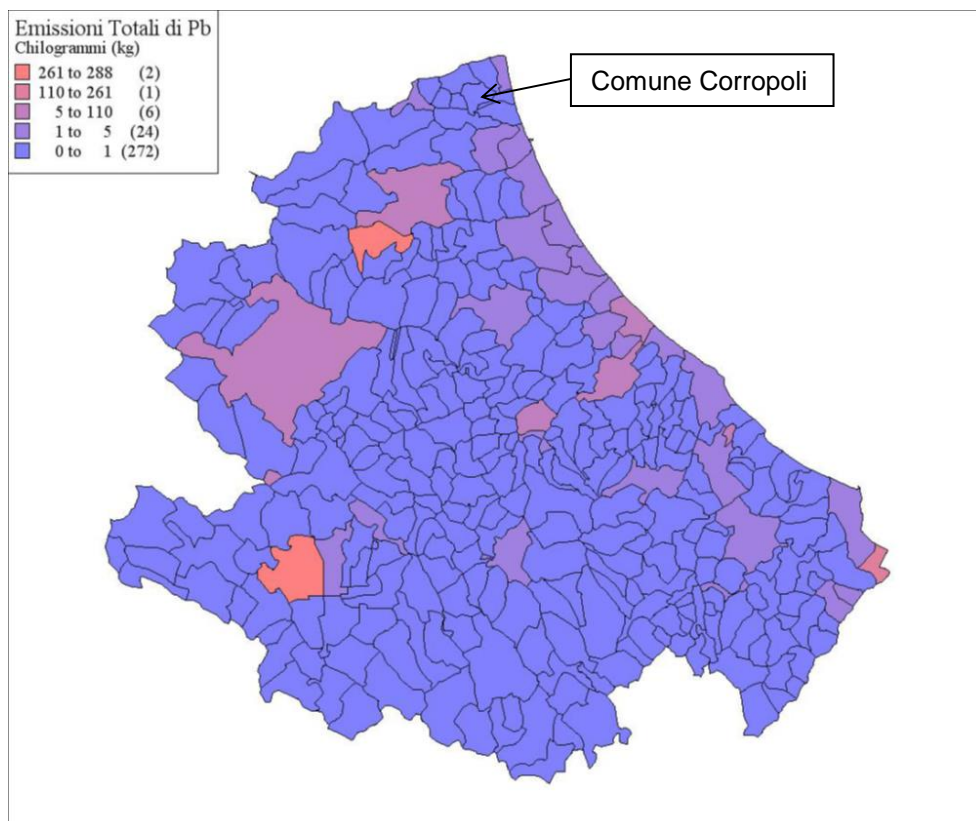 Emissioni Totali di Pb
Chilogrammi (kg)
261 to 288 (2)
110 to 261 (1)
5 to 110 (6)
1 to 5 (24)
0 to 1 (272)
Comune Corropoli